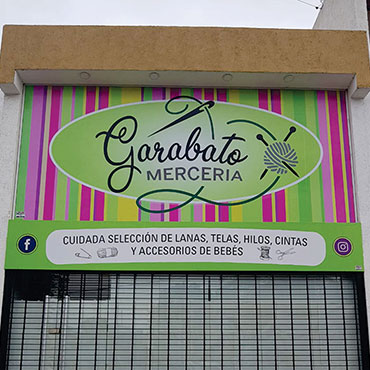 Garabato
MERCERIA
CUIDADA SELECCIÓN DE LANAS, TELAS, HILOS, CINTAS
Y ACCESORIOS DE BEBÉS